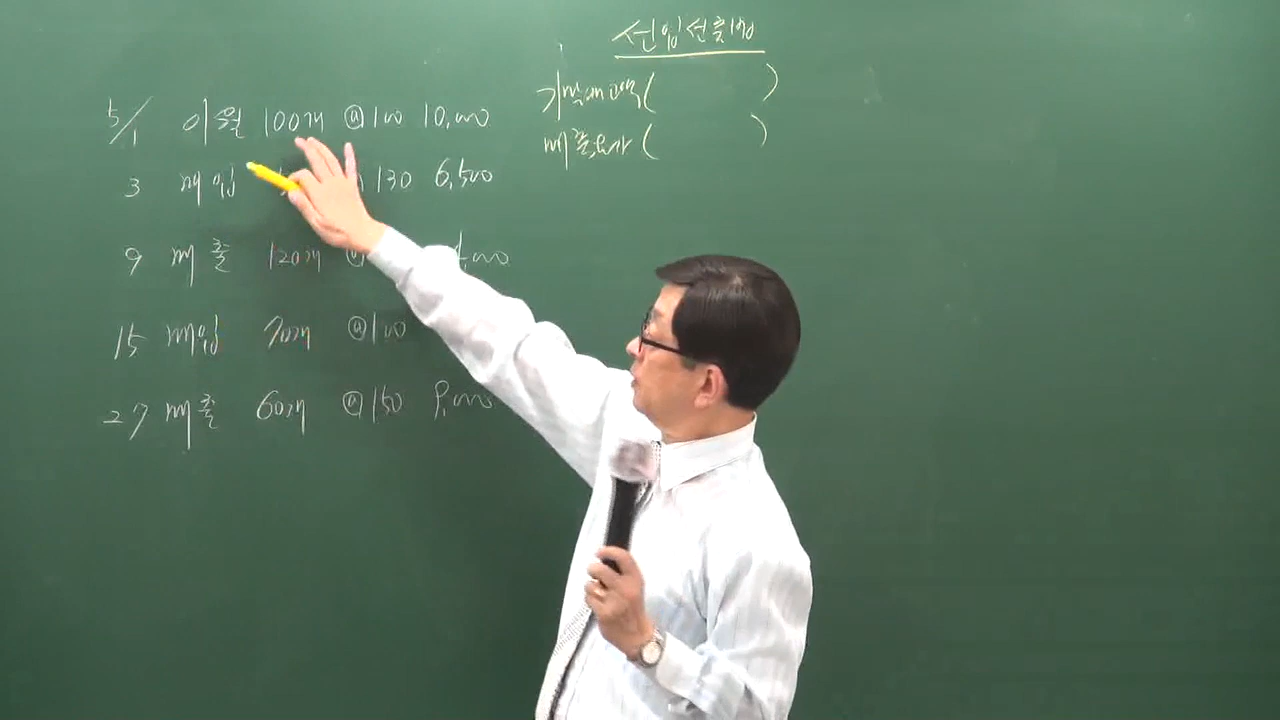 선입선출법
기말재고액 ( )
매출원가 ( )
5/1 이월 100개 @100 10,000
3 매입 130 6,500
9 매출 120개
15 매입 70개 @100
27 매출 60개 @150 9,000